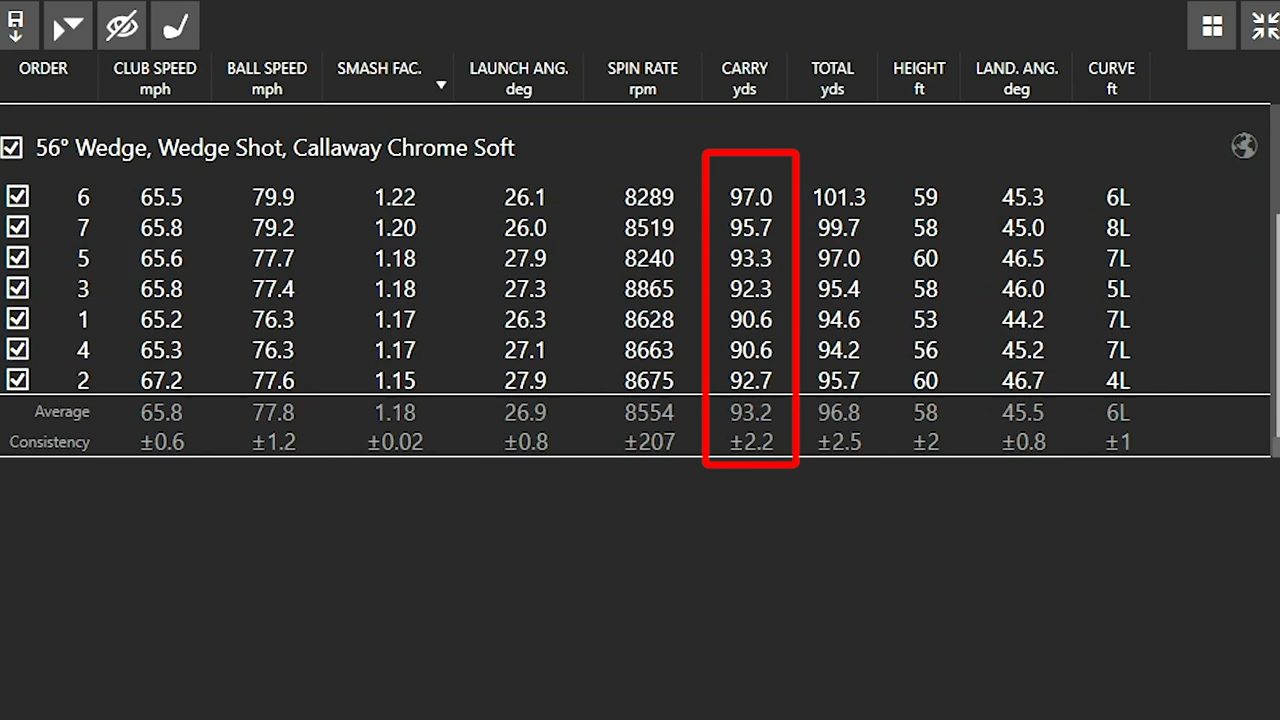 ORDER CLUB SPEED BALL SPEED SMASH FAC. LAUNCH ANG. SPIN RATE CARRY TOTAL HEIGHT LAND. ANG. CURVE
mph mph deg rpm yds yds ft deg ft
56° Wedge, Wedge Shot, Callaway Chrome Soft
6 65.5 79.9 1.22 26.1 8289 97.0 101.3 59 45.3 6L
7 65.8 79.2 1.20 26.0 8519 95.7 99.7 58 45.0 8L
5 65.6 77.7 1.18 27.9 8240 93.3 97.0 60 46.5 7L
3 65.8 77.4 1.18 27.3 8865 92.3 95.4 58 46.0 5L
1 65.2 76.3 1.17 26.3 8628 90.6 94.6 53 44.2 7L
4 65.3 76.3 1.17 27.1 8663 90.6 94.2 56 45.2 7L
2 67.2 77.6 1.15 27.9 8675 92.7 95.7 60 46.7 4L
Average 65.8 77.8 1.18 26.9 8554 93.2 96.8 58 45.5 6L
Consistency ±0.6 ±1.2 ±0.02 ±0.8 ±207 ±2.2 ±2.5 ±2 ±0.8 ±1